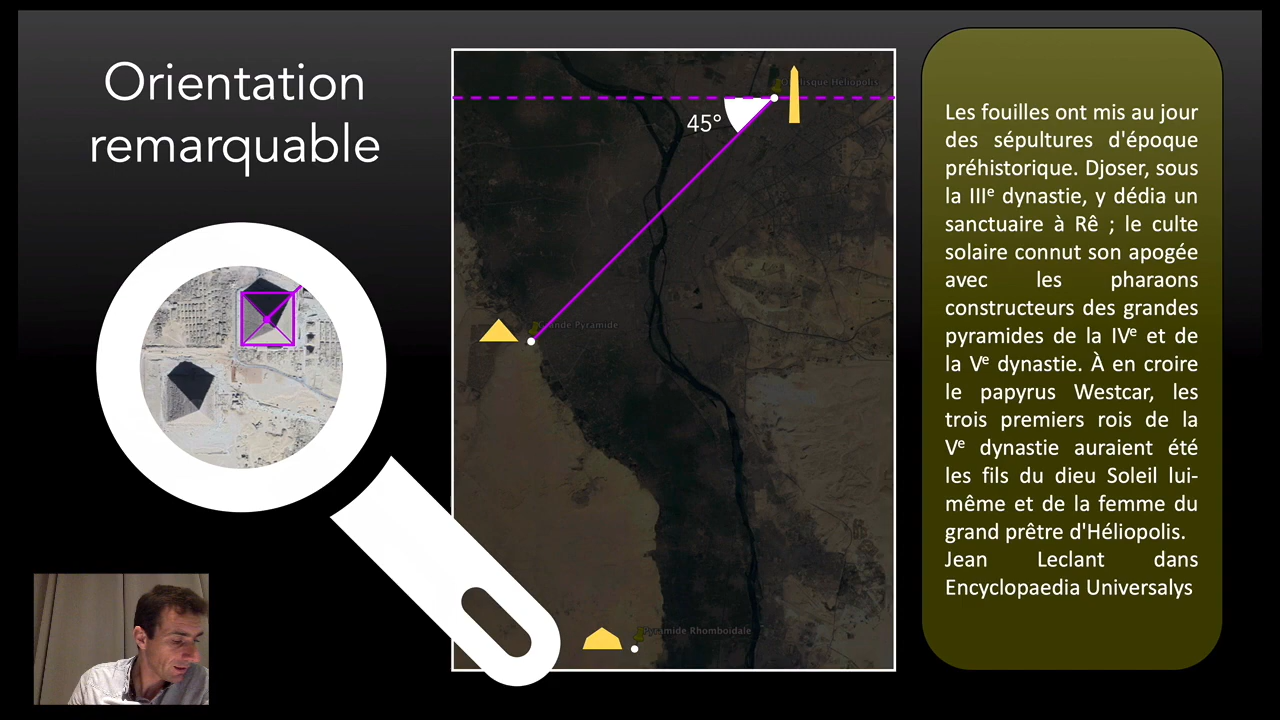 Orientation
remarquable
45°
Obélisque Héliopolis
Grande Pyramide
Pyramide Rhomboïdale
Les fouilles ont mis au jour
des sépultures d'époque
préhistorique. Djoser, sous
la IIIᵉ dynastie, y dédia un
sanctuaire à Rê ; le culte
solaire connut son apogée
avec les pharaons
constructeurs des grandes
pyramides de la IVᵉ et de
la Vᵉ dynastie. À en croire
le papyrus Westcar, les
trois premiers rois de la
Vᵉ dynastie auraient été
les fils du dieu Soleil lui-
même et de la femme du
grand prêtre d'Héliopolis.
Jean Leclant dans
Encyclopaedia Universalys